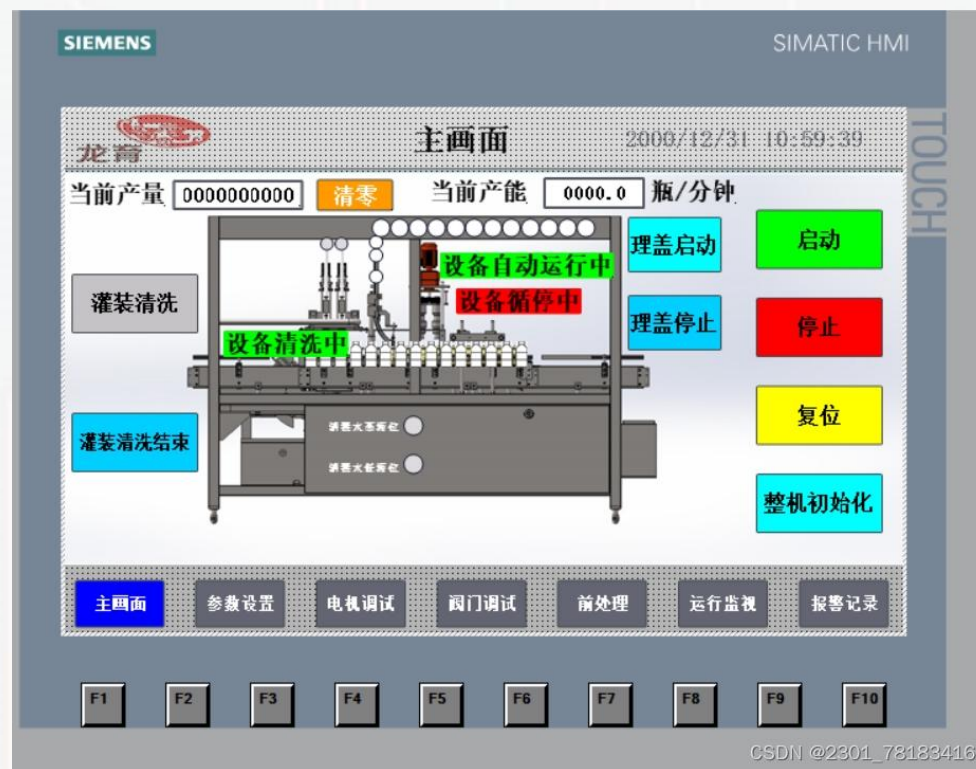 SIEMENS
SIMATIC HMI
TOUCH
龙育
主画面
2000/12/31 10:59:39
当前产量 0000000000 清零 当前产能 0000.0 瓶/分钟
理盖启动
启动
设备自动运行中
灌装清洗
设备循停中
理盖停止
停止
设备清洗中
复位
灌装清洗结束
整机初始化
主画面 参数设置 电机调试 阀门调试 前处理 运行监视 报警记录
F1 F2 F3 F4 F5 F6 F7 F8 F9 F10
CSDN @2301_78183416